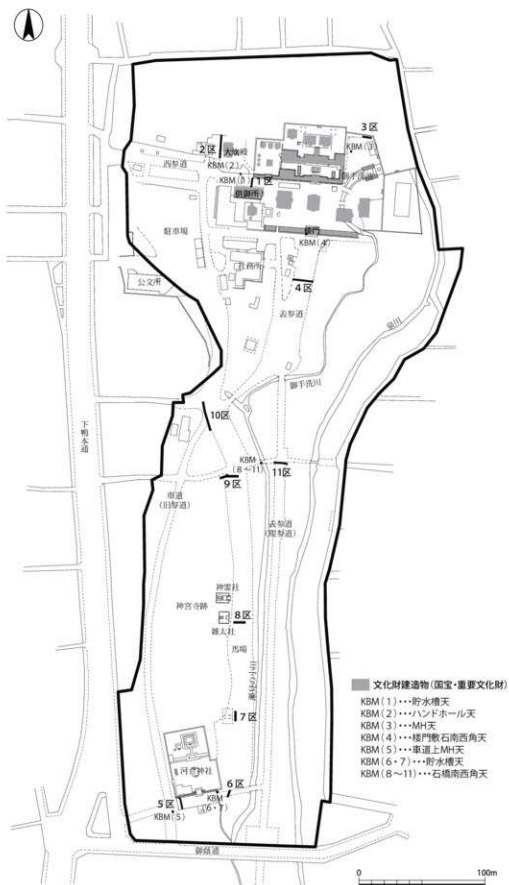 3区
2区
大炊殿
KBM(3)
西参道
KBM(2)
御手洗川
KBM(1)
1区
供御所
楼門
KBM(4)
駐車場
社務所
公文所
4区
表参道
泉川
御手洗川
下鴨本通
10区
KBM
(8～11)
11区
9区
車道
(旧参道)
表参道
(現参道)
神霊社
神宮寺跡
8区
雑太社
馬場
7区
河合神社
6区
5区
KBM
(6・7)
KBM(5)
御蔭通
文化財建造物(国宝・重要文化財)
KBM(1)・・・貯水槽天
KBM(2)・・・ハンドホール天
KBM(3)・・・MH天
KBM(4)・・・楼門敷石南西角天
KBM(5)・・・車道上MH天
KBM(6・7)・・・貯水槽天
KBM(8～11)・・・石橋南西角天
0 100m